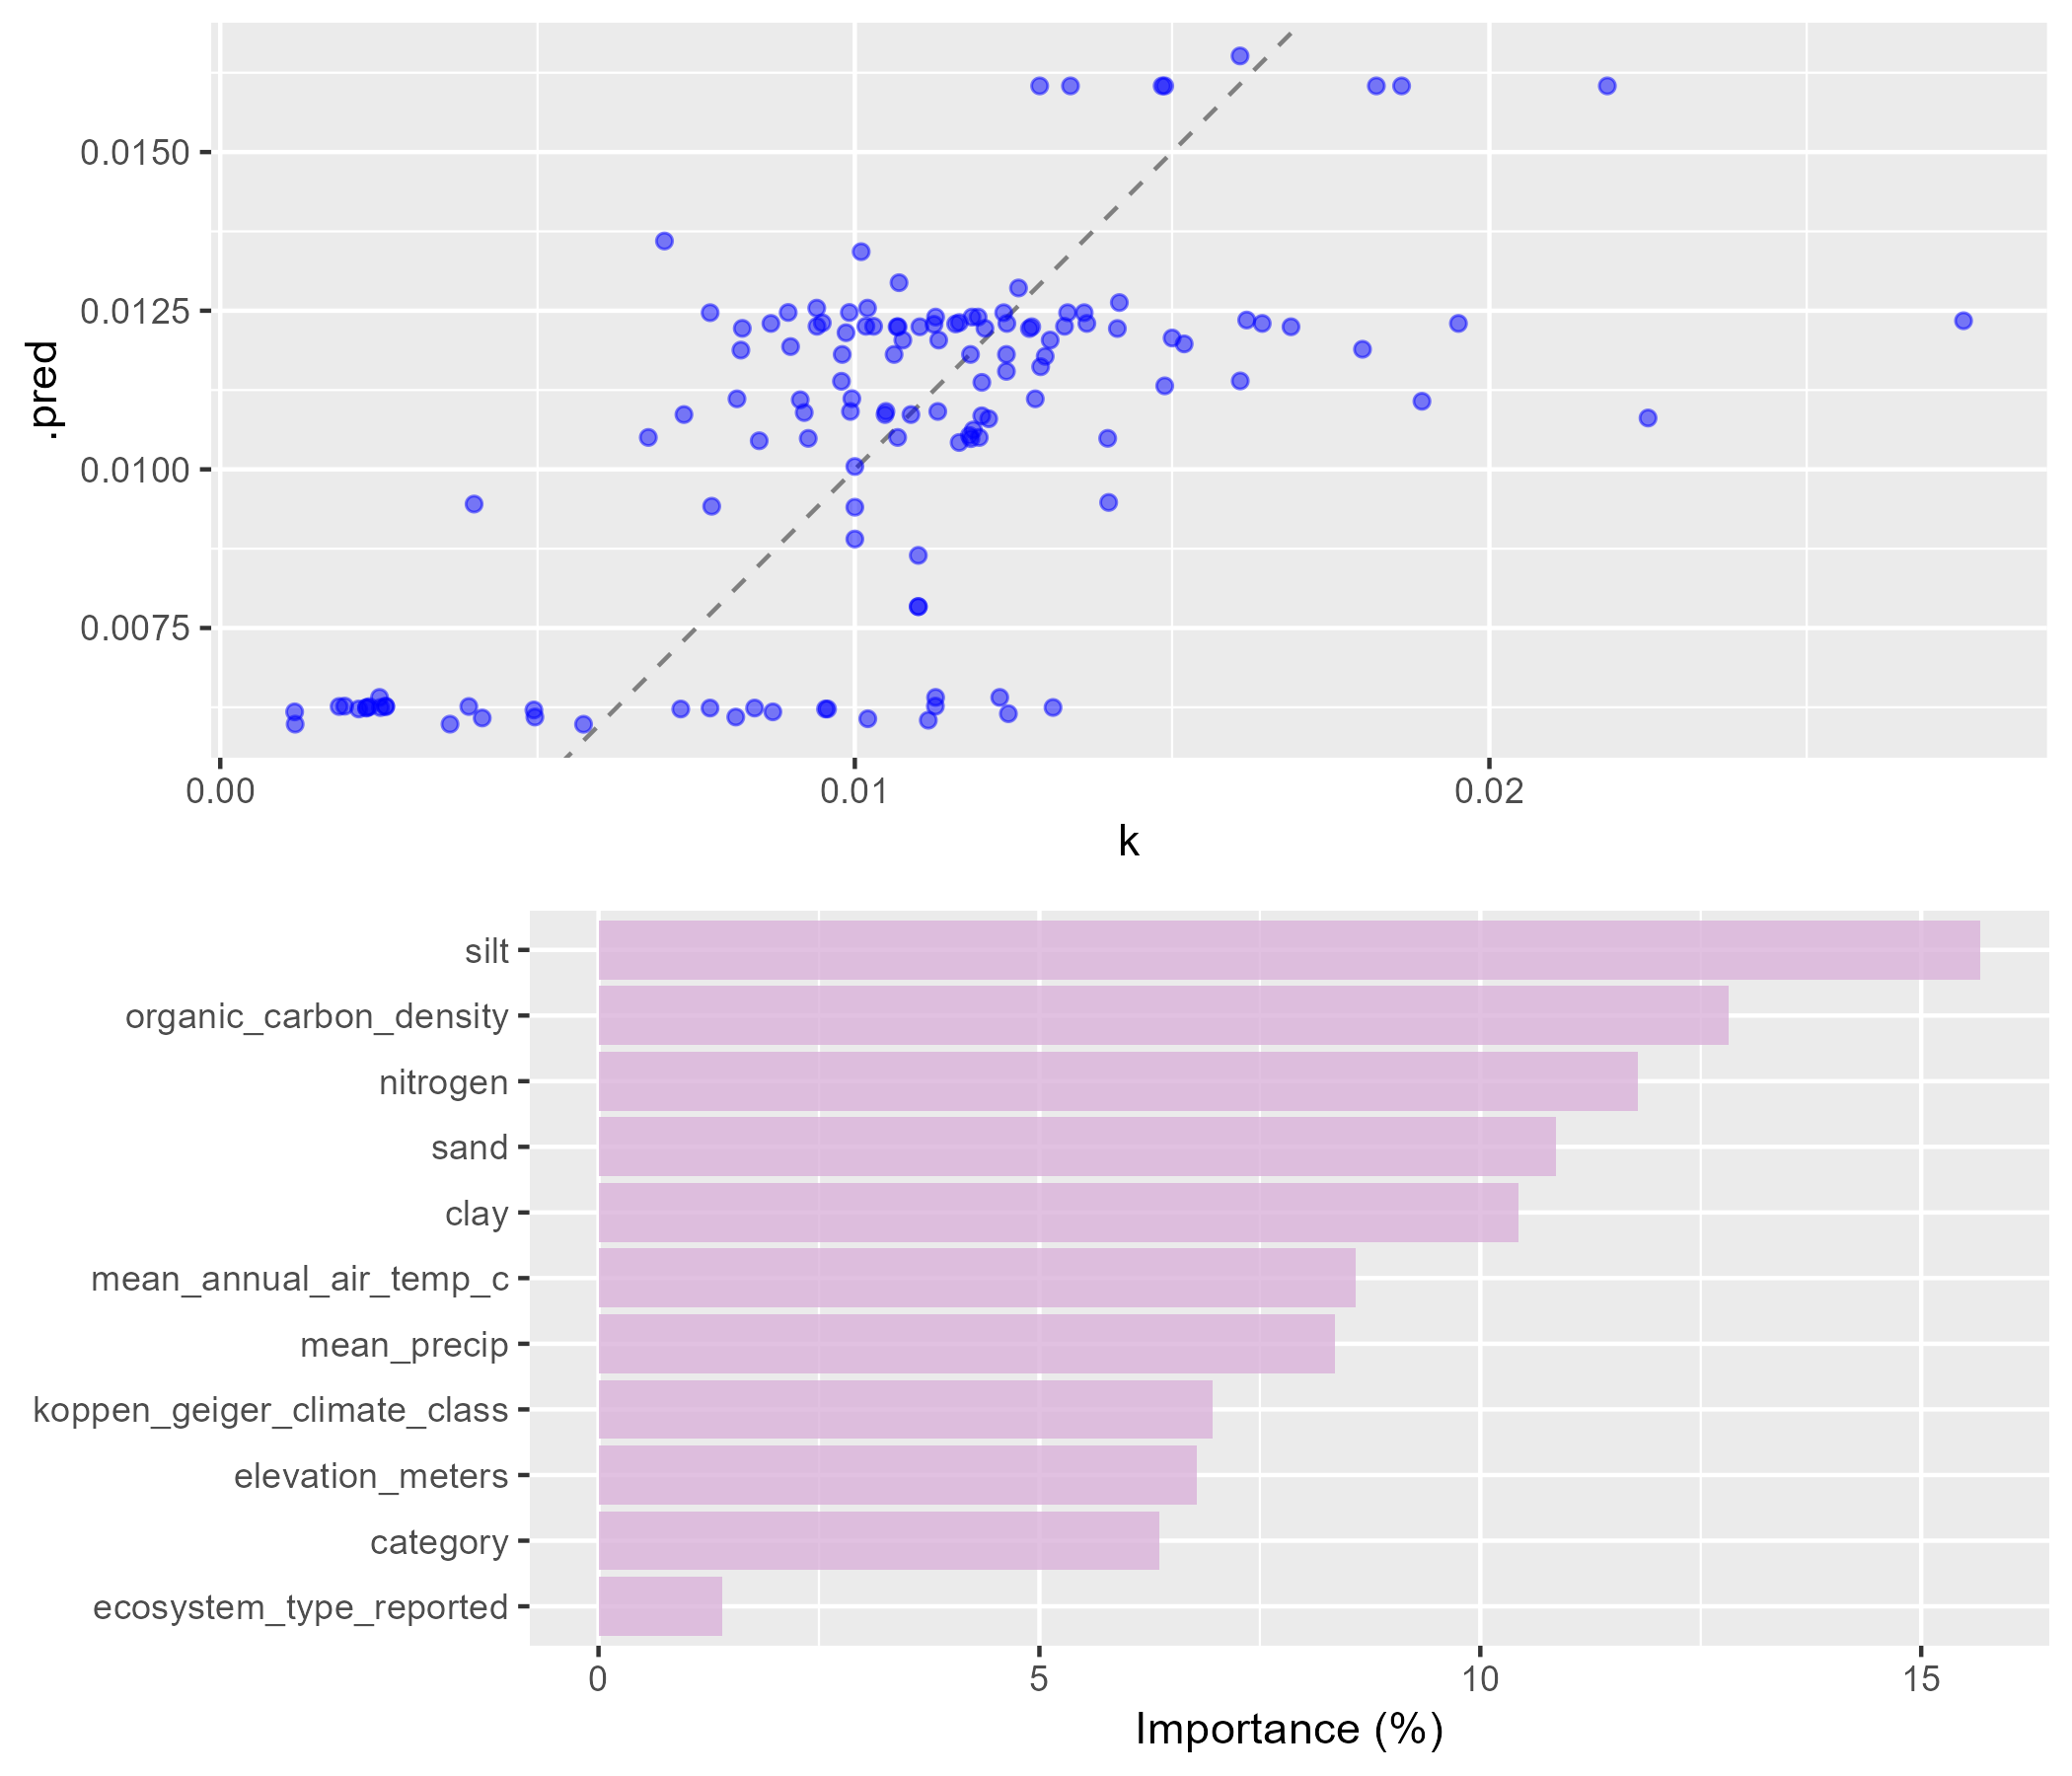 .pred
0.0150
0.0125
0.0100
0.0075
0.00 0.01 0.02
k
silt
organic_carbon_density
nitrogen
sand
clay
mean_annual_air_temp_c
mean_precip
koppen_geiger_climate_class
elevation_meters
category
ecosystem_type_reported
0 5 10 15
Importance (%)